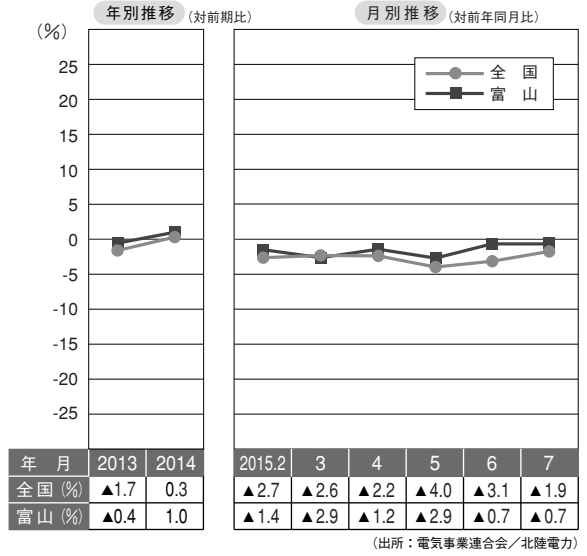 年別推移 (対前期比) 月別推移 (対前年同月比)
(%)
全 国
富 山
25
20
15
10
5
0
-5
-10
-15
-20
-25
年 月 2013 2014 2015.2 3 4 5 6 7
全国(%) ▲1.7 0.3 ▲2.7 ▲2.6 ▲2.2 ▲4.0 ▲3.1 ▲1.9
富山(%) ▲0.4 1.0 ▲1.4 ▲2.9 ▲1.2 ▲2.9 ▲0.7 ▲0.7
(出所：電気事業連合会／北陸電力)